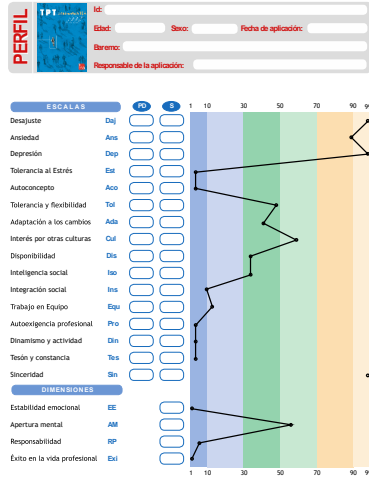 PERFIL
TPT
Id:
Edad: Sexo: Fecha de aplicación:
Baremo:
Responsable de la aplicación:
ESCALAS PD S 1 10 30 50 70 90
Desajuste Daj
Ansiedad Ans
Depresión Dep
Tolerancia al Estrés Est
Autoconcepto Aco
Tolerancia y flexibilidad Tol
Adaptación a los cambios Ada
Interés por otras culturas Cul
Disponibilidad Dis
Inteligencia social Iso
Integración social Ins
Trabajo en Equipo Equ
Autoexigencia profesional Pro
Dinamismo y actividad Din
Tesón y constancia Tes
Sinceridad Sin
DIMENSIONES
Estabilidad emocional EE
Apertura mental AM
Responsabilidad RP
Éxito en la vida profesional Exi
1 10 30 50 70 90